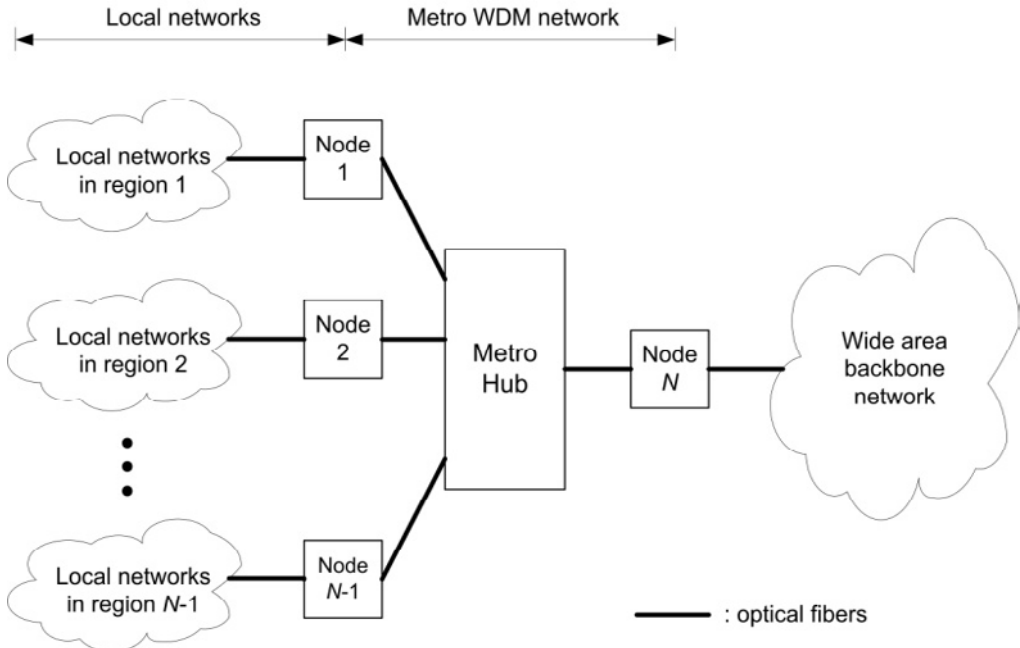 Local networks
Metro WDM network
Local networks
in region 1
Node
1
Local networks
in region 2
Node
2
Metro
Hub
Node
N
Wide area
backbone
network
Local networks
in region N-1
Node
N-1
: optical fibers